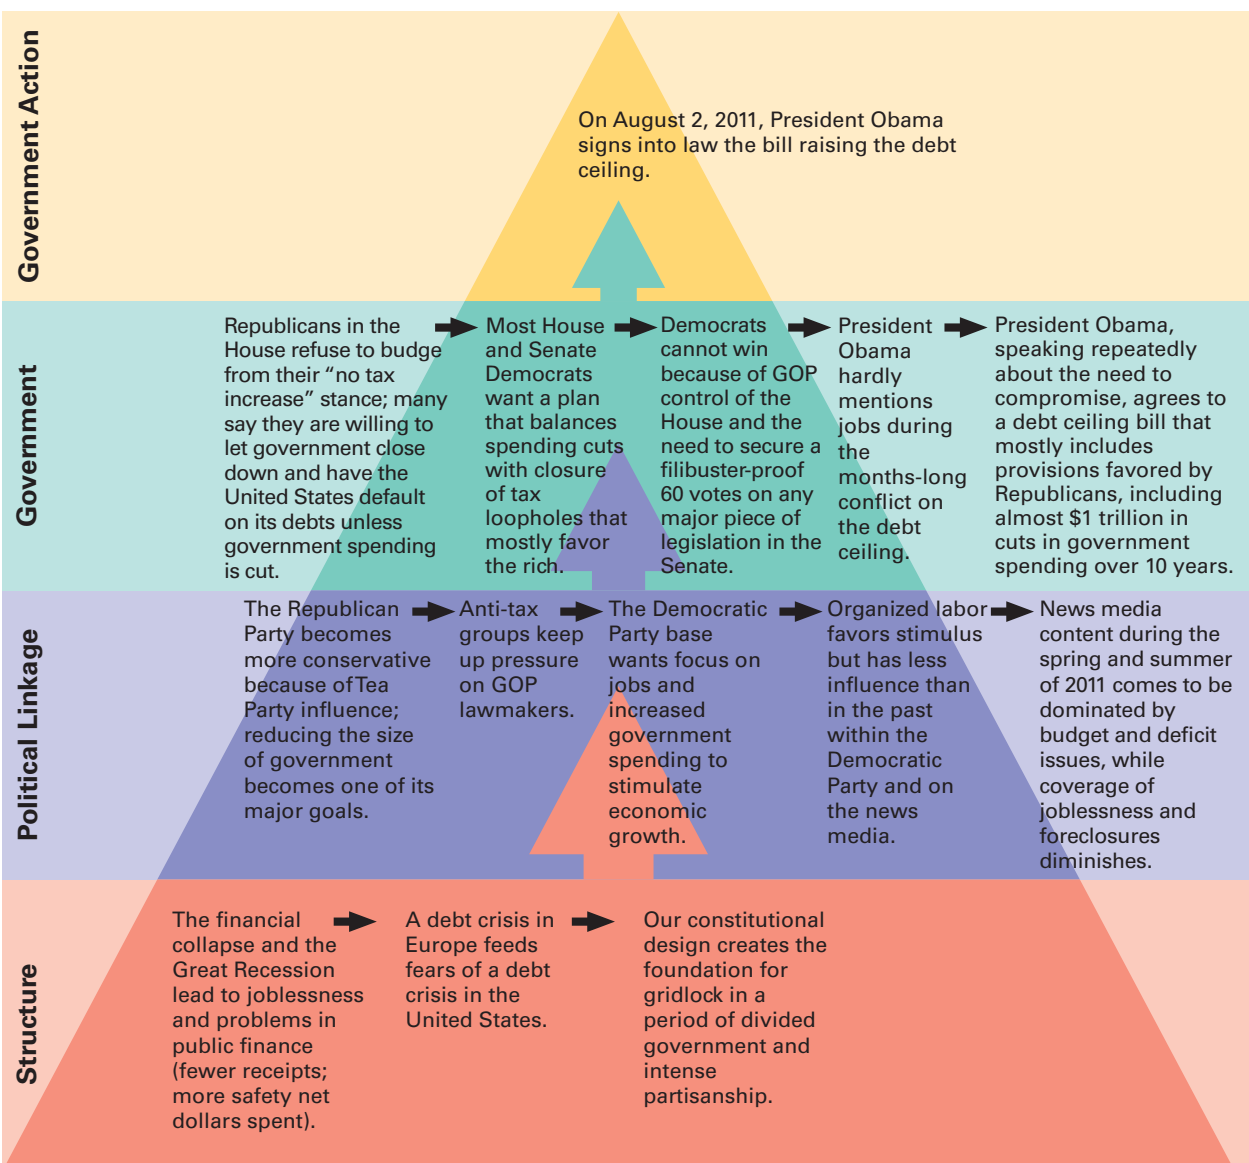 Government Action
On August 2, 2011, President Obama
signs into law the bill raising the debt
ceiling.
Government
Republicans in the
House refuse to budge
from their “no tax
increase” stance; many
say they are willing to
let government close
down and have the
United States default
on its debts unless
government spending
is cut.
Most House
and Senate
Democrats
want a plan
that balances
spending cuts
with closure
of tax
loopholes that
mostly favor
the rich.
Democrats
cannot win
because of GOP
control of the
House and the
need to secure a
filibuster-proof
60 votes on any
major piece of
legislation in the
Senate.
President
Obama
hardly
mentions
jobs during
the
months-long
conflict on
the debt
ceiling.
President Obama,
speaking repeatedly
about the need to
compromise, agrees to
a debt ceiling bill that
mostly includes
provisions favored by
Republicans, including
almost $1 trillion in
cuts in government
spending over 10 years.
Political Linkage
The Republican
Party becomes
more conservative
because of Tea
Party influence;
reducing the size
of government
becomes one of its
major goals.
Anti-tax
groups keep
up pressure
on GOP
lawmakers.
The Democratic
Party base
wants focus on
jobs and
increased
government
spending to
stimulate
economic
growth.
Organized labor
favors stimulus
but has less
influence than
in the past
within the
Democratic
Party and on
the news
media.
News media
content during the
spring and summer
of 2011 comes to be
dominated by
budget and deficit
issues, while
coverage of
joblessness and
foreclosures
diminishes.
Structure
The financial
collapse and the
Great Recession
lead to joblessness
and problems in
public finance
(fewer receipts;
more safety net
dollars spent).
A debt crisis in
Europe feeds
fears of a debt
crisis in the
United States.
Our constitutional
design creates the
foundation for
gridlock in a
period of divided
government and
intense
partisanship.